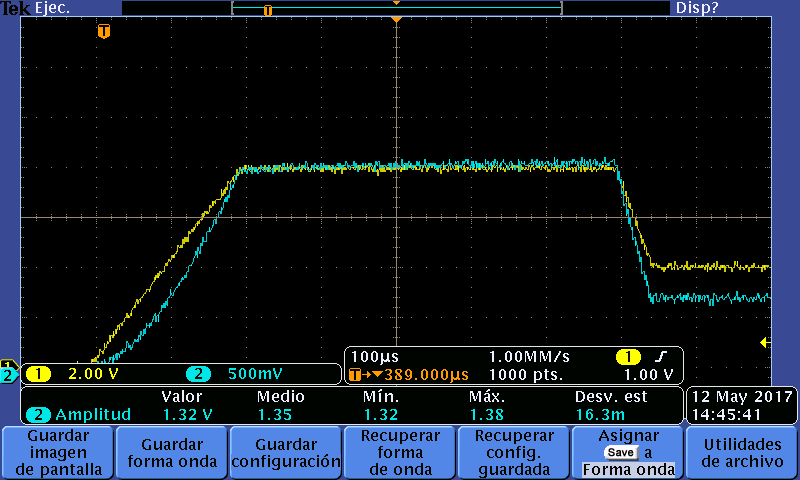 Tek Ejec. Disp?
T
T
1
2
100µs 1.00MM/s 1
1 2.00 V 2 500mV T→▼389.000µs 1000 pts. 1.00 V
Valor Medio Mín. Máx. Desv. est
2 Amplitud 1.32 V 1.35 1.32 1.38 16.3m
12 May 2017
14:45:41
Guardar
imagen
de pantalla
Guardar
forma onda
Guardar
configuración
Recuperar
forma
de onda
Recuperar
config.
guardada
Asignar
Save a
Forma onda
Utilidades
de archivo